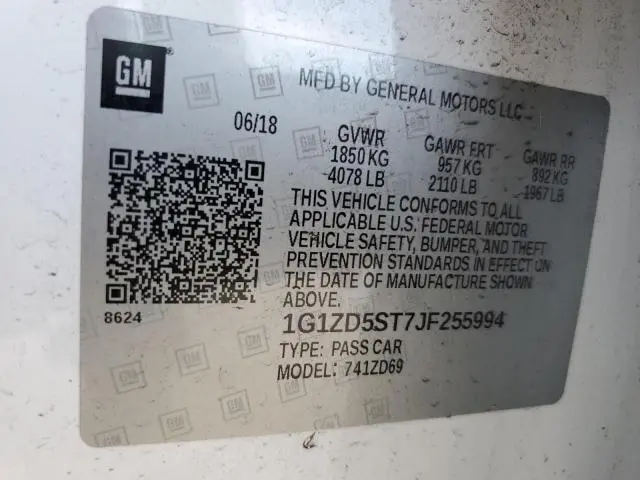 GM
MFD BY GENERAL MOTORS LLC
06/18
GVWR GAWR FRT GAWR RR
1850 KG 957 KG 892 KG
4078 LB 2110 LB 1967 LB
THIS VEHICLE CONFORMS TO ALL
APPLICABLE U.S. FEDERAL MOTOR
VEHICLE SAFETY, BUMPER, AND THEFT
PREVENTION STANDARDS IN EFFECT ON
THE DATE OF MANUFACTURE SHOWN
ABOVE.
8624
1G1ZD5ST7JF255994
TYPE: PASS CAR
MODEL: 741ZD69